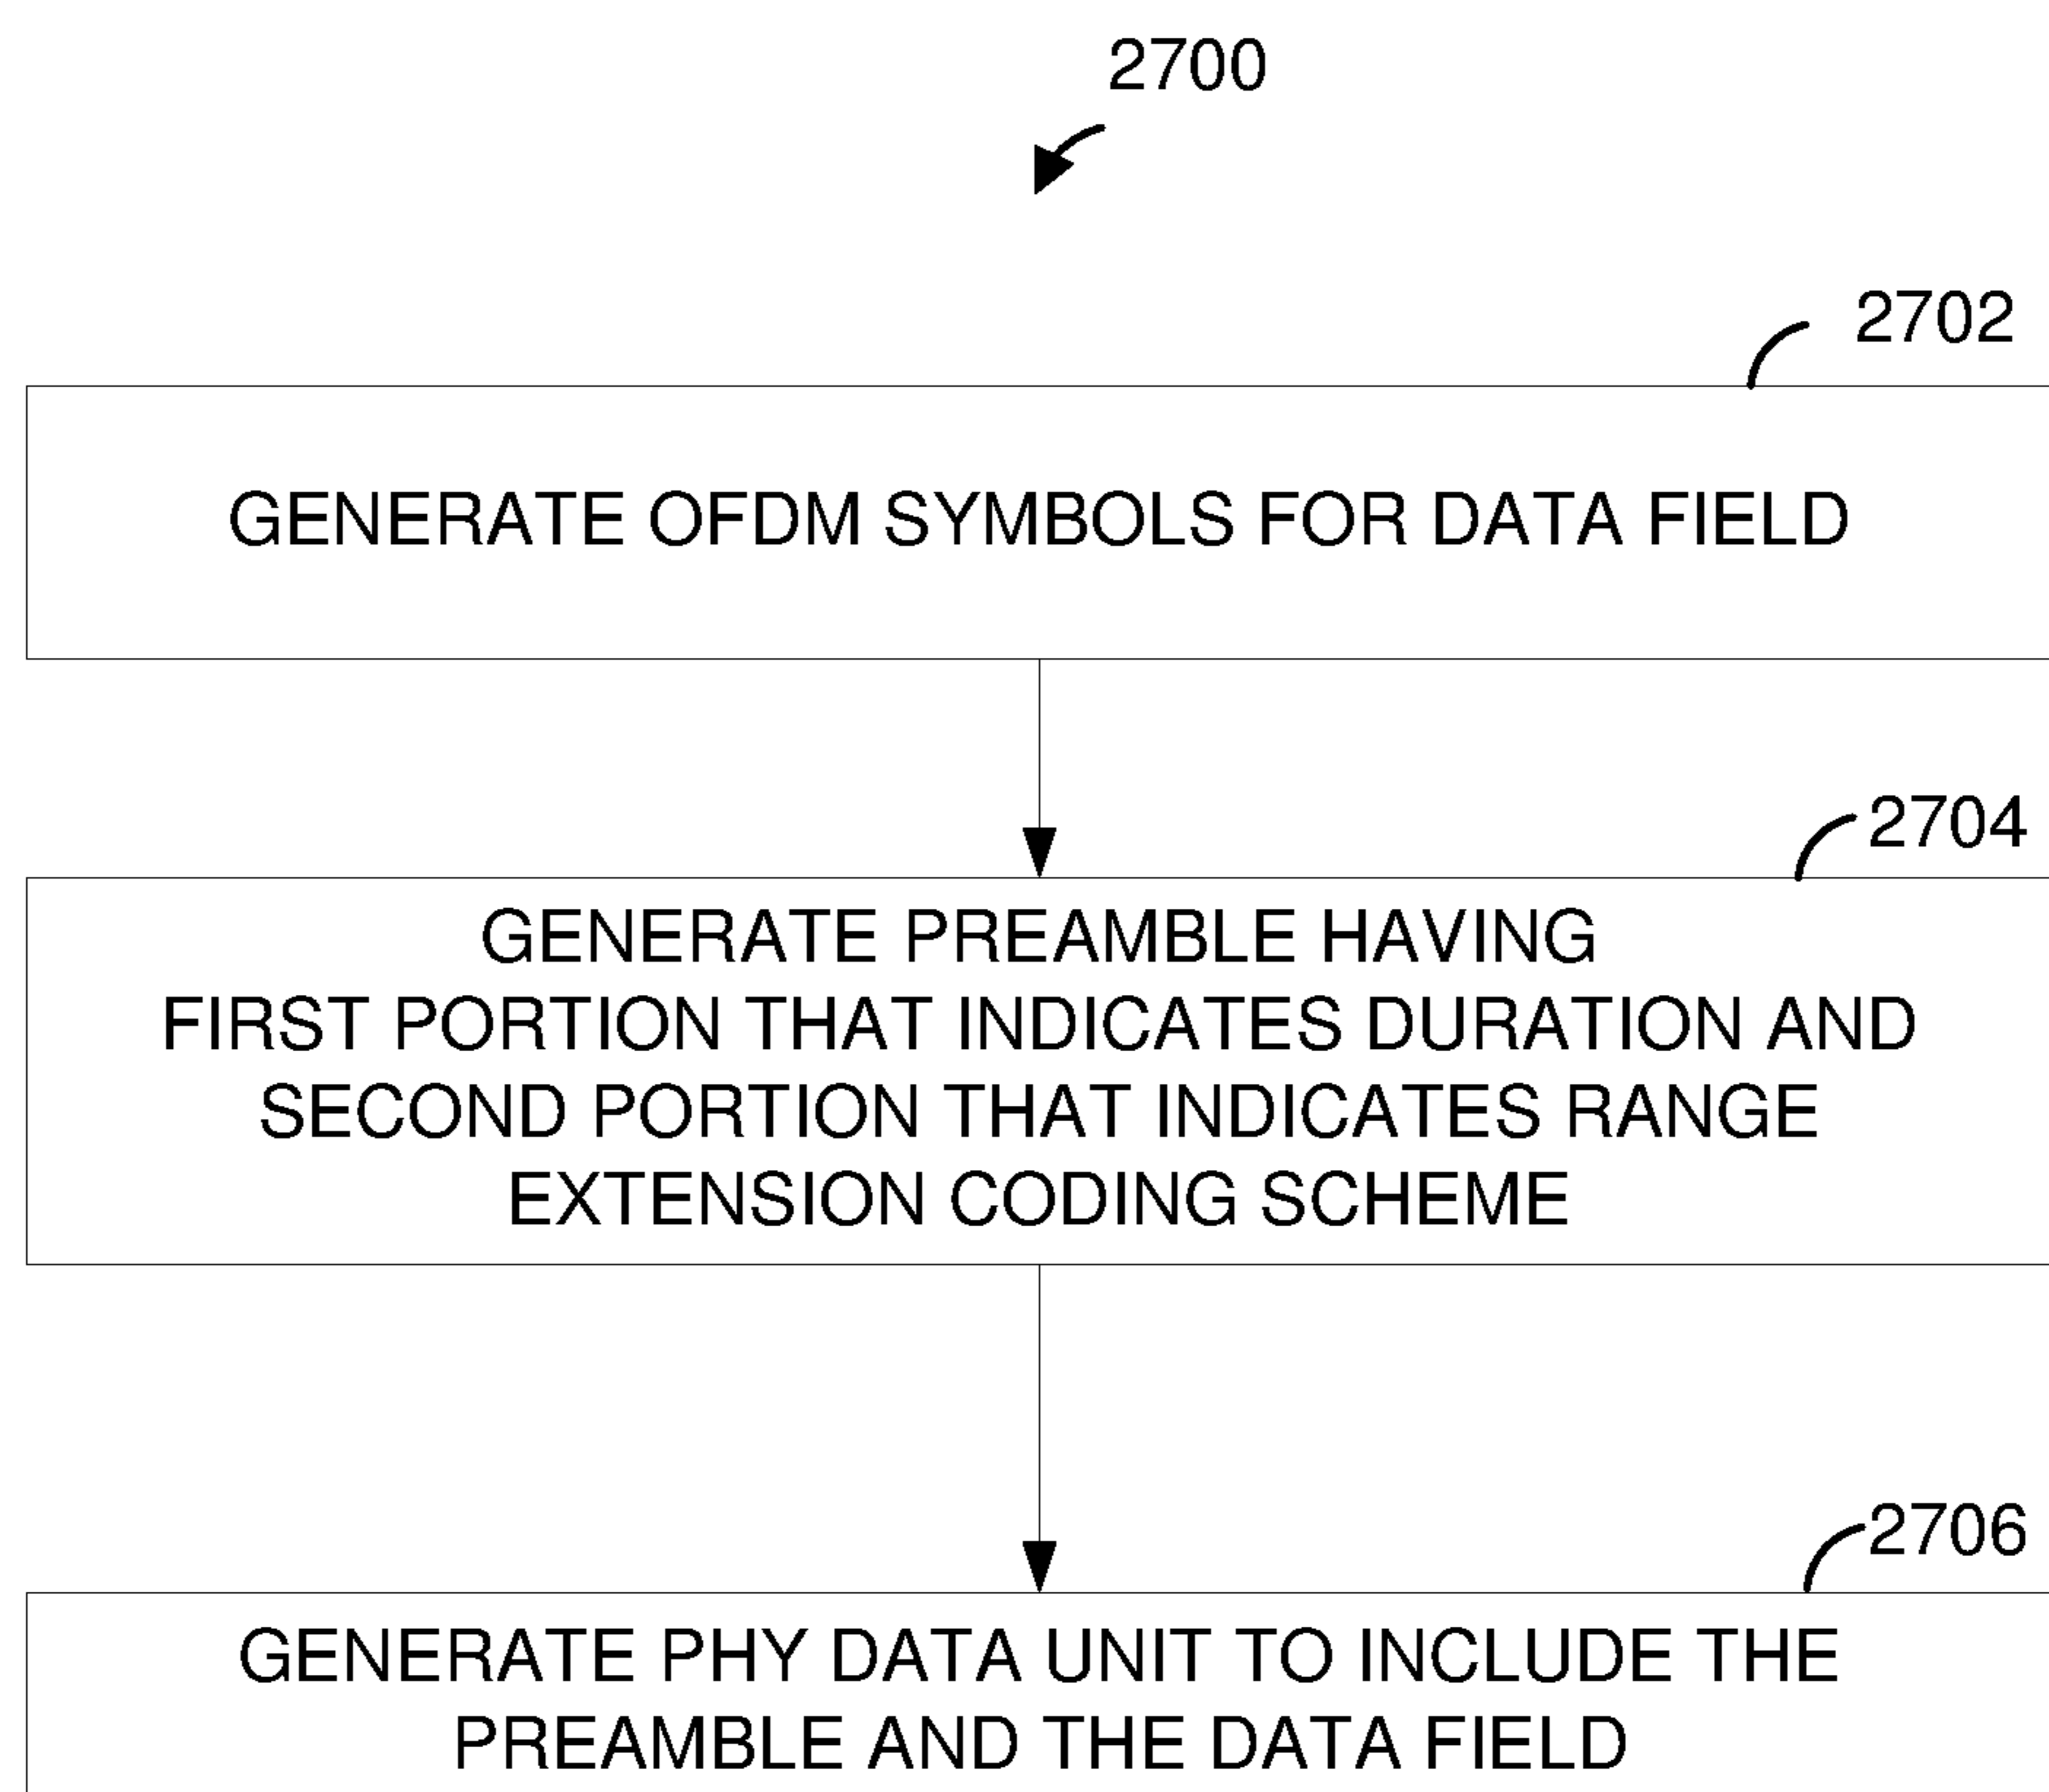 2700
2702
GENERATE OFDM SYMBOLS FOR DATA FIELD
2704
GENERATE PREAMBLE HAVING
FIRST PORTION THAT INDICATES DURATION AND
SECOND PORTION THAT INDICATES RANGE
EXTENSION CODING SCHEME
2706
GENERATE PHY DATA UNIT TO INCLUDE THE
PREAMBLE AND THE DATA FIELD